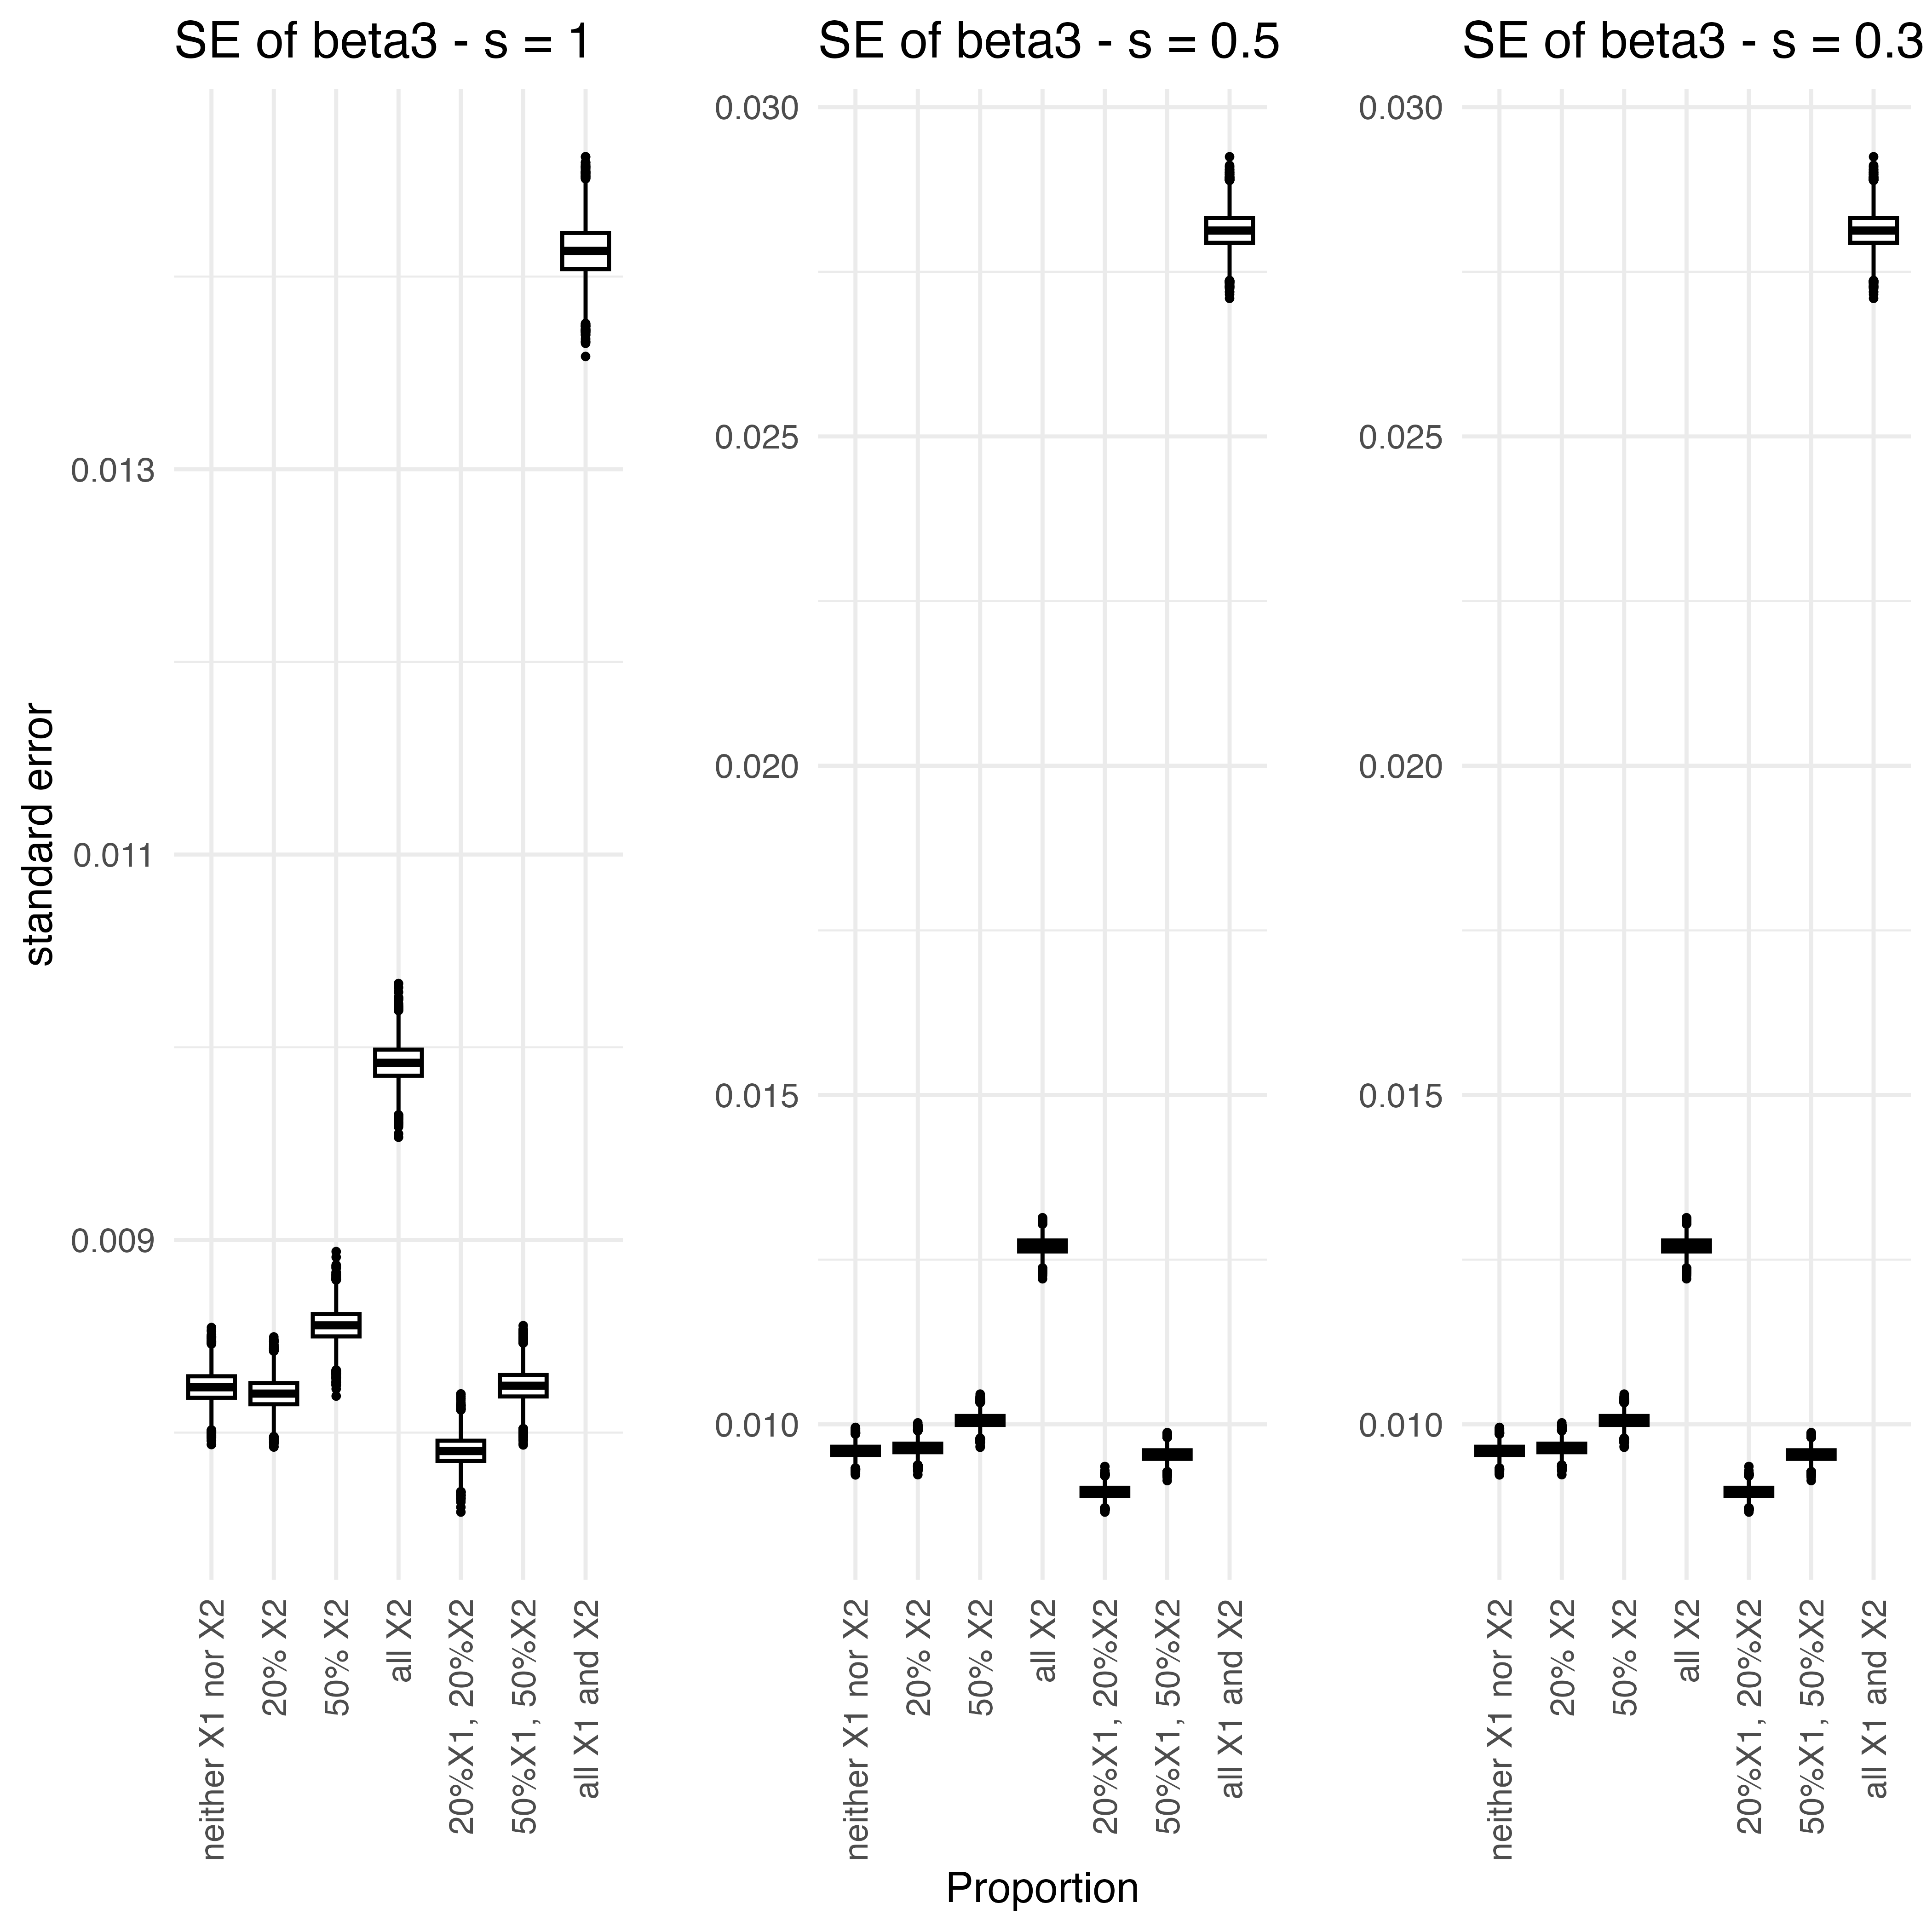 SE of beta3 - s = 1
SE of beta3 - s = 0.5
SE of beta3 - s = 0.3
standard error
0.013
0.011
0.009
neither X1 nor X2
20% X2
50% X2
all X2
20%X1, 20%X2
50%X1, 50%X2
all X1 and X2
0.030
0.025
0.020
0.015
0.010
neither X1 nor X2
20% X2
50% X2
all X2
20%X1, 20%X2
50%X1, 50%X2
all X1 and X2
0.030
0.025
0.020
0.015
0.010
neither X1 nor X2
20% X2
50% X2
all X2
20%X1, 20%X2
50%X1, 50%X2
all X1 and X2
Proportion